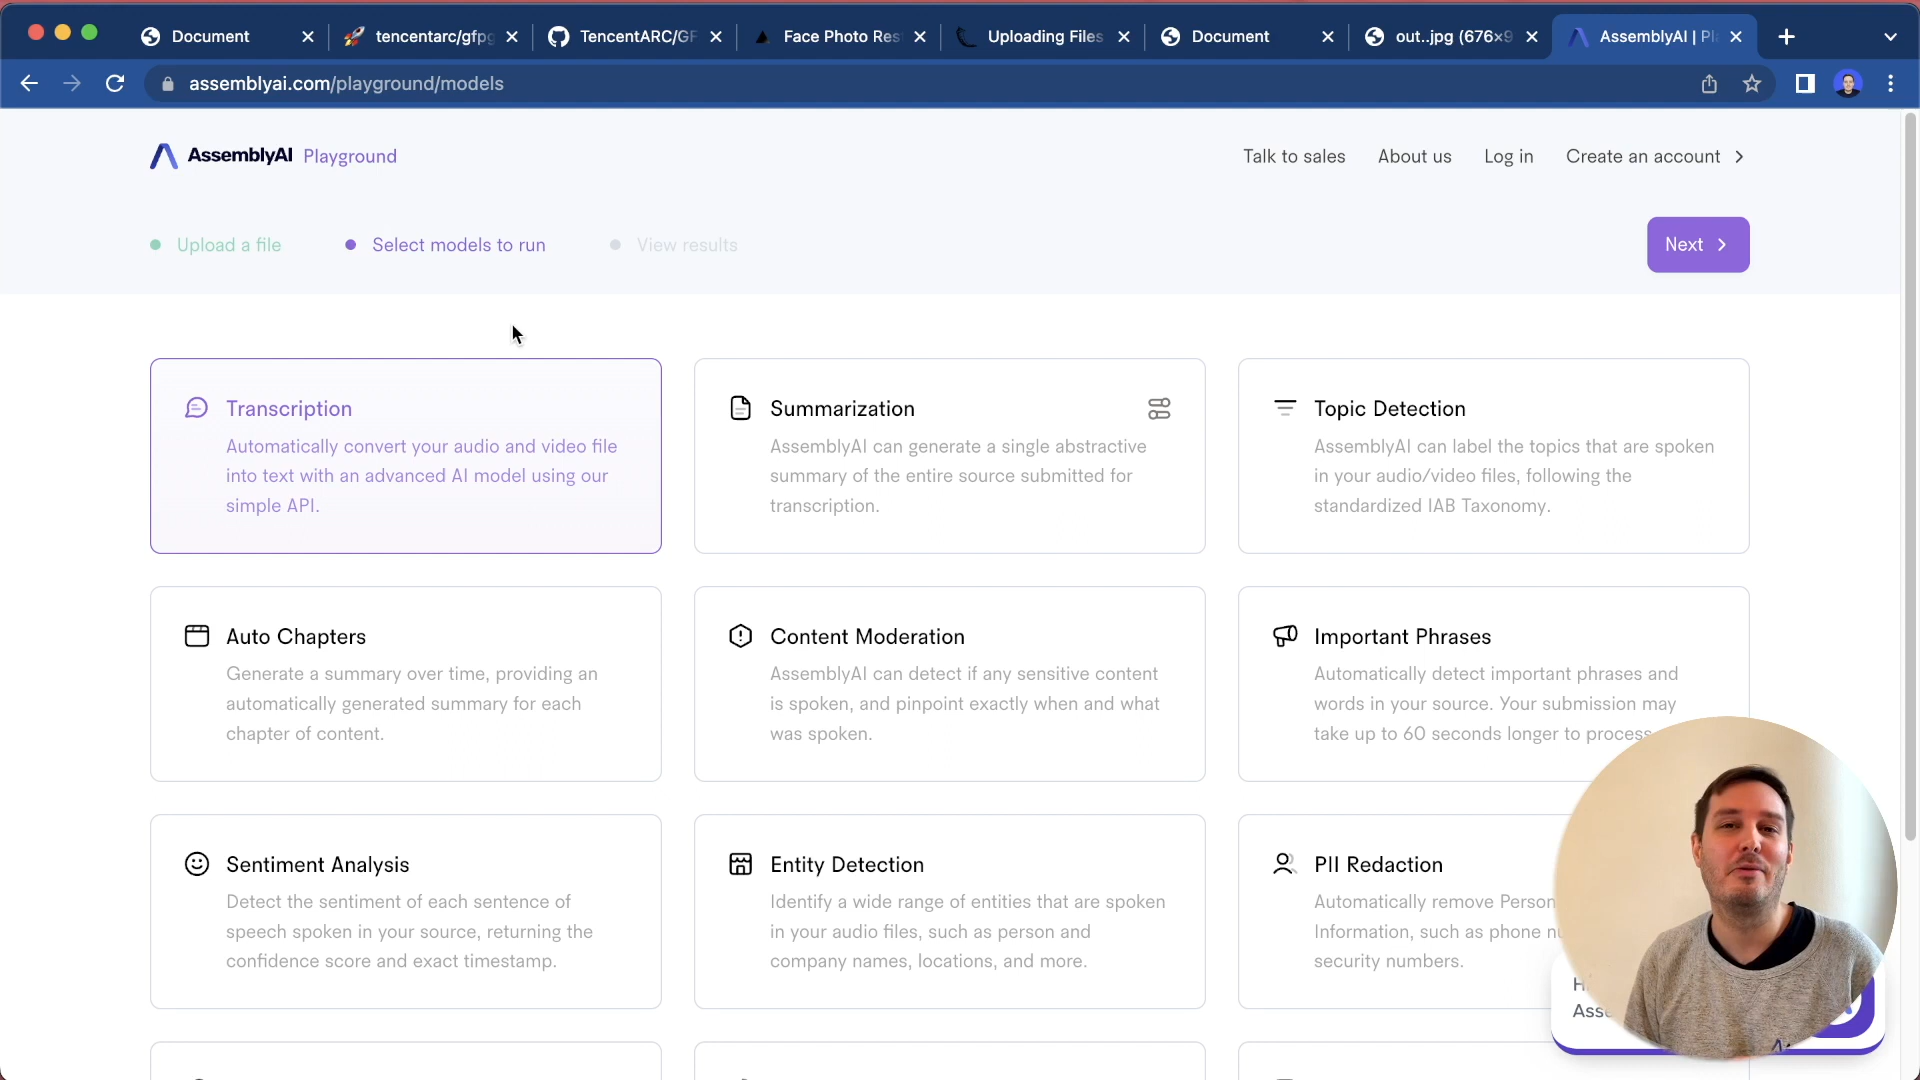 Document
tencentarc/gfpg
TencentARC/GF
Face Photo Res
Uploading Files
Document
out..jpg (676×9
AssemblyAI | Pl
assemblyai.com/playground/models
AssemblyAI Playground
Talk to sales
About us
Log in
Create an account
Upload a file
Select models to run
View results
Next
Transcription
Automatically convert your audio and video file
into text with an advanced AI model using our
simple API.
Summarization
AssemblyAI can generate a single abstractive
summary of the entire source submitted for
transcription.
Topic Detection
AssemblyAI can label the topics that are spoken
in your audio/video files, following the
standardized IAB Taxonomy.
Auto Chapters
Generate a summary over time, providing an
automatically generated summary for each
chapter of content.
Content Moderation
AssemblyAI can detect if any sensitive content
is spoken, and pinpoint exactly when and what
was spoken.
Important Phrases
Automatically detect important phrases and
words in your source. Your submission may
take up to 60 seconds longer to process
Sentiment Analysis
Detect the sentiment of each sentence of
speech spoken in your source, returning the
confidence score and exact timestamp.
Entity Detection
Identify a wide range of entities that are spoken
in your audio files, such as person and
company names, locations, and more.
PII Redaction
Automatically remove Person
Information, such as phone nu
security numbers.